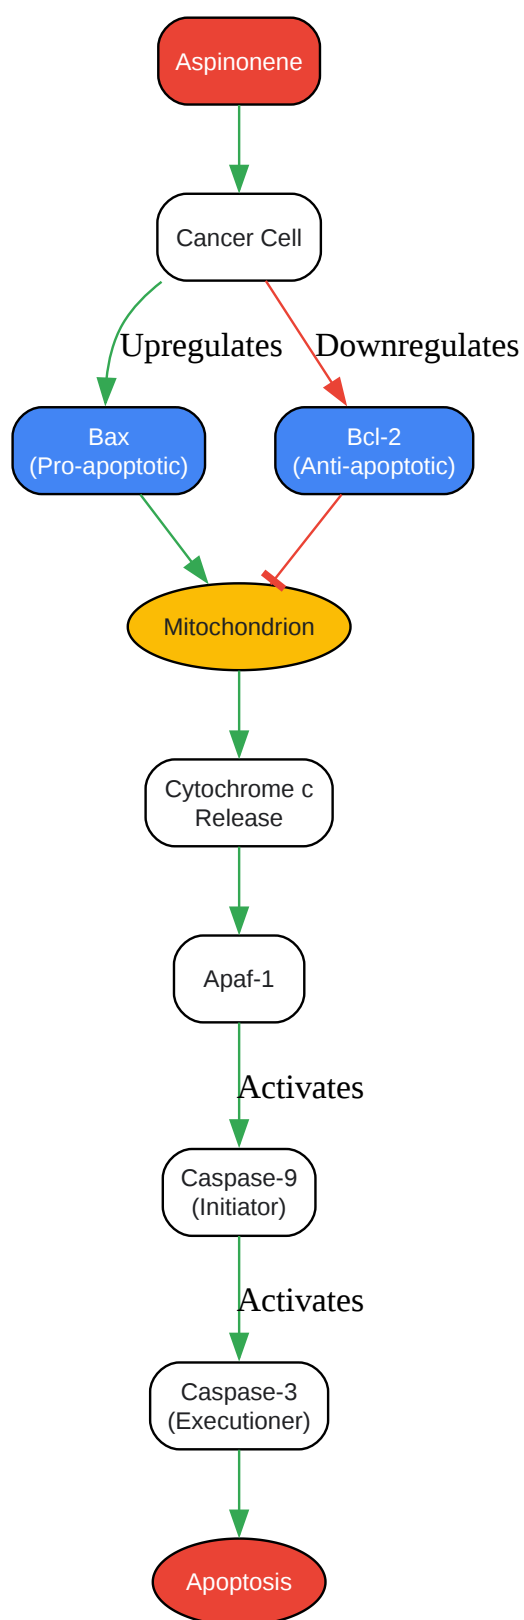 Aspinonene
Cancer Cell
Upregulates
Downregulates
Bax
(Pro-apoptotic)
Bcl-2
(Anti-apoptotic)
Mitochondrion
Cytochrome c
Release
Apaf-1
Activates
Caspase-9
(Initiator)
Activates
Caspase-3
(Executioner)
Apoptosis